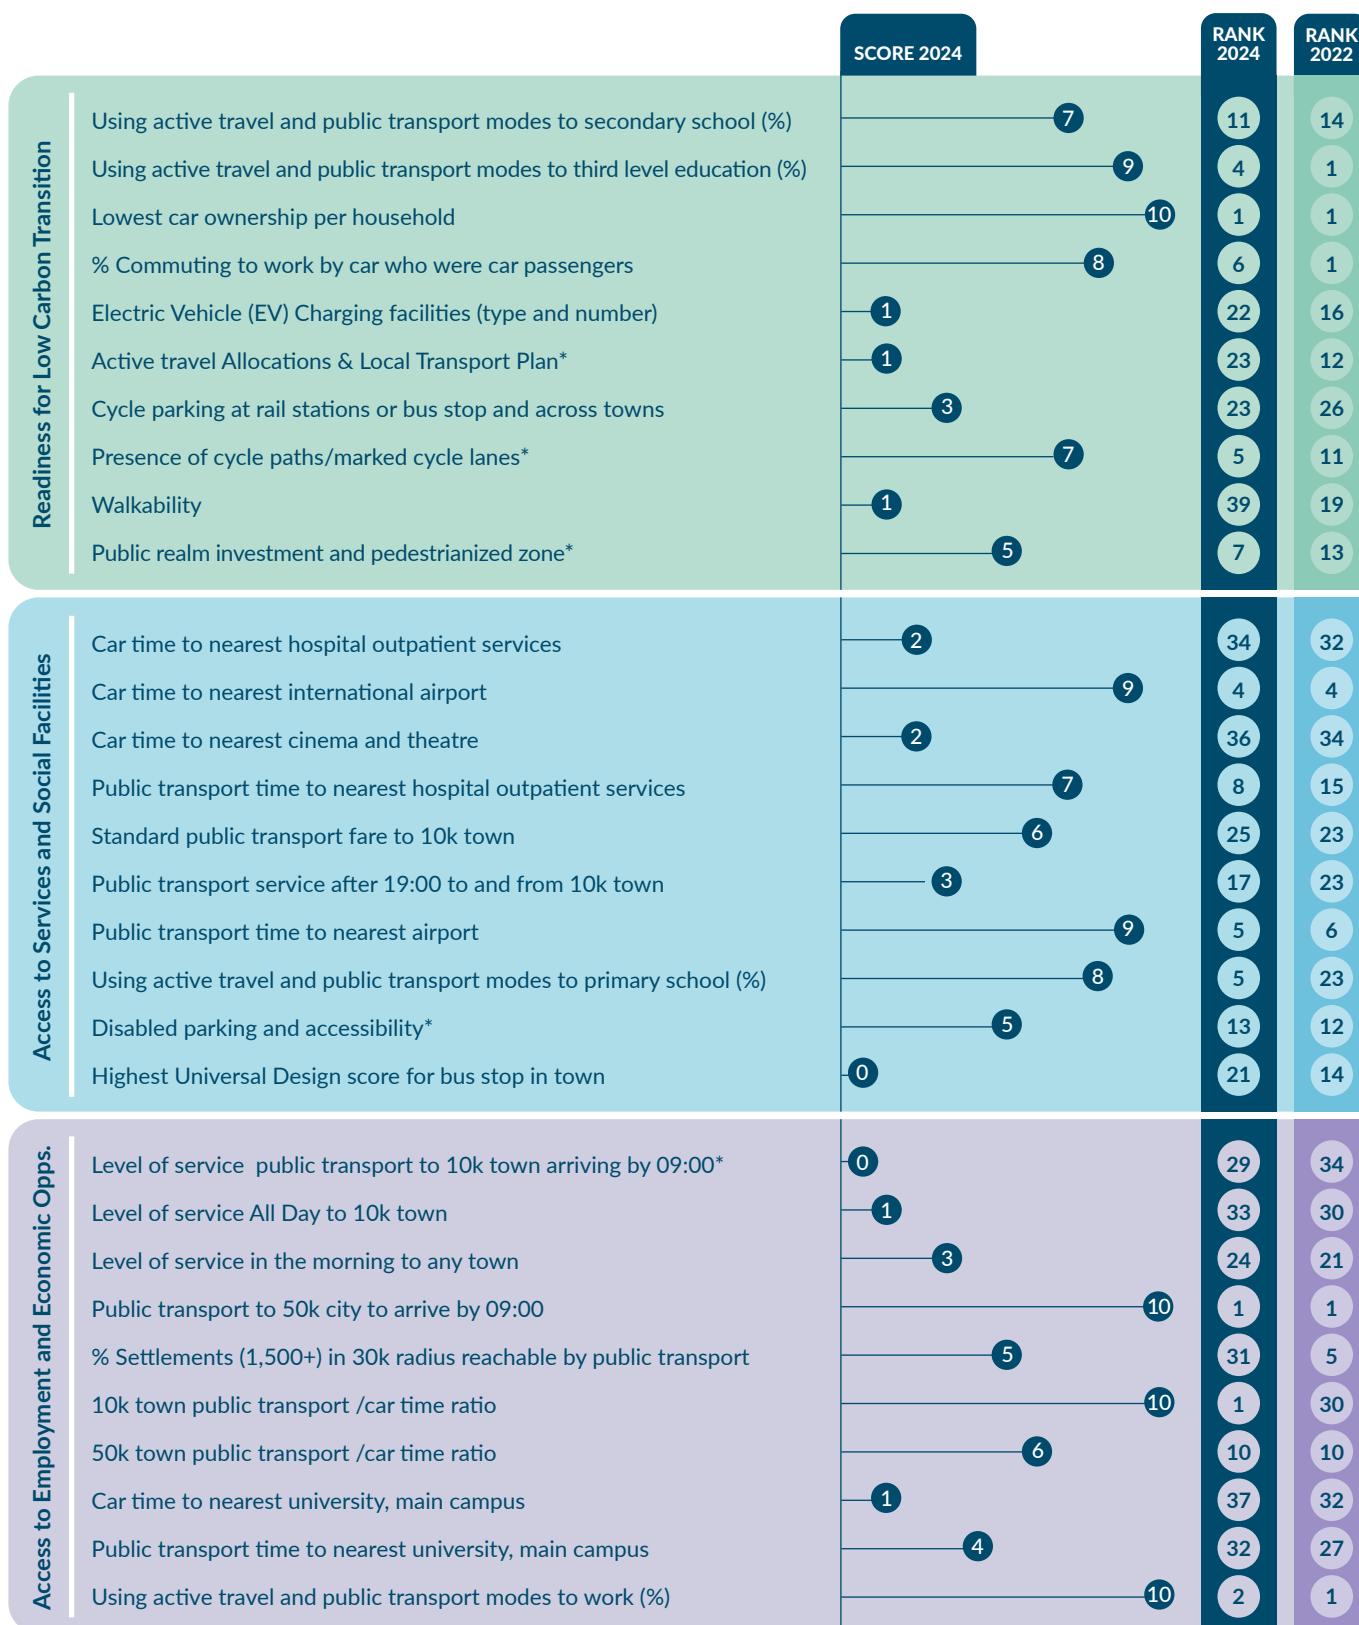 SCORE 2024
RANK 2024
RANK 2022
Readiness for Low Carbon Transition
Using active travel and public transport modes to secondary school (%) 7 11 14
Using active travel and public transport modes to third level education (%) 9 4 1
Lowest car ownership per household 10 1 1
% Commuting to work by car who were car passengers 8 6 1
Electric Vehicle (EV) Charging facilities (type and number) 1 22 16
Active travel Allocations & Local Transport Plan* 1 23 12
Cycle parking at rail stations or bus stop and across towns 3 23 26
Presence of cycle paths/marked cycle lanes* 7 5 11
Walkability 1 39 19
Public realm investment and pedestrianized zone* 5 7 13
Access to Services and Social Facilities
Car time to nearest hospital outpatient services 2 34 32
Car time to nearest international airport 9 4 4
Car time to nearest cinema and theatre 2 36 34
Public transport time to nearest hospital outpatient services 7 8 15
Standard public transport fare to 10k town 6 25 23
Public transport service after 19:00 to and from 10k town 3 17 23
Public transport time to nearest airport 9 5 6
Using active travel and public transport modes to primary school (%) 8 5 23
Disabled parking and accessibility* 5 13 12
Highest Universal Design score for bus stop in town 0 21 14
Access to Employment and Economic Opps.
Level of service public transport to 10k town arriving by 09:00* 0 29 34
Level of service All Day to 10k town 1 33 30
Level of service in the morning to any town 3 24 21
Public transport to 50k city to arrive by 09:00 10 1 1
% Settlements (1,500+) in 30k radius reachable by public transport 5 31 5
10k town public transport /car time ratio 10 1 30
50k town public transport /car time ratio 6 10 10
Car time to nearest university, main campus 1 37 32
Public transport time to nearest university, main campus 4 32 27
Using active travel and public transport modes to work (%) 10 2 1